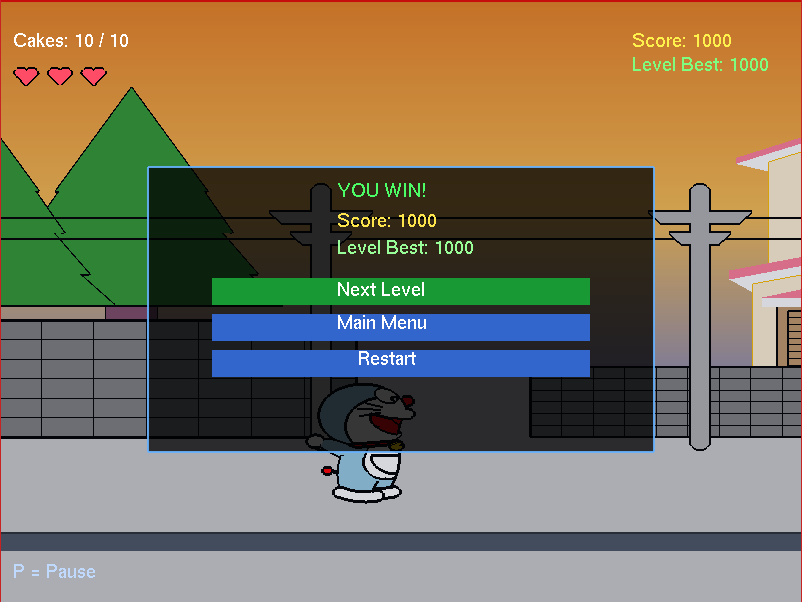 Cakes: 10 / 10
Score: 1000
Level Best: 1000
YOU WIN!
Score: 1000
Level Best: 1000
Next Level
Main Menu
Restart
P = Pause